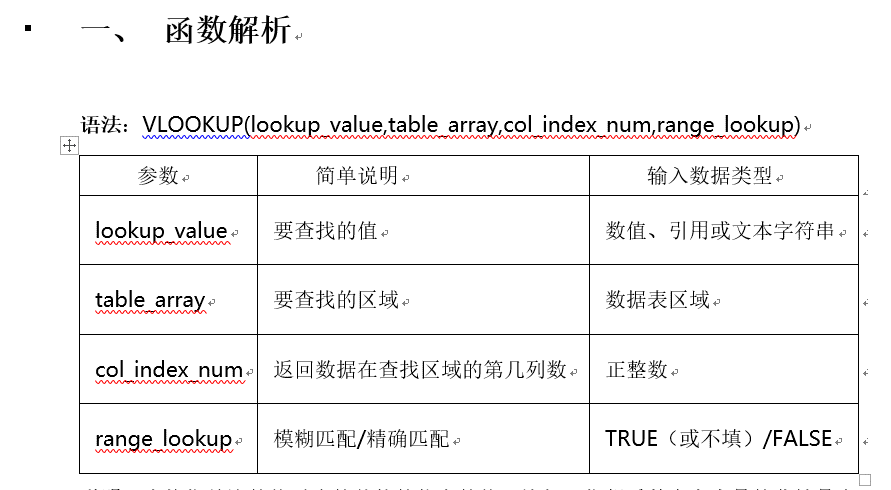 一、 函数解析
语法：VLOOKUP(lookup_value,table_array,col_index_num,range_lookup)
参数 简单说明 输入数据类型
lookup_value 要查找的值 数值、引用或文本字符串
table_array 要查找的区域 数据表区域
col_index_num 返回数据在查找区域的第几列数 正整数
range_lookup 模糊匹配/精确匹配 TRUE（或不填）/FALSE